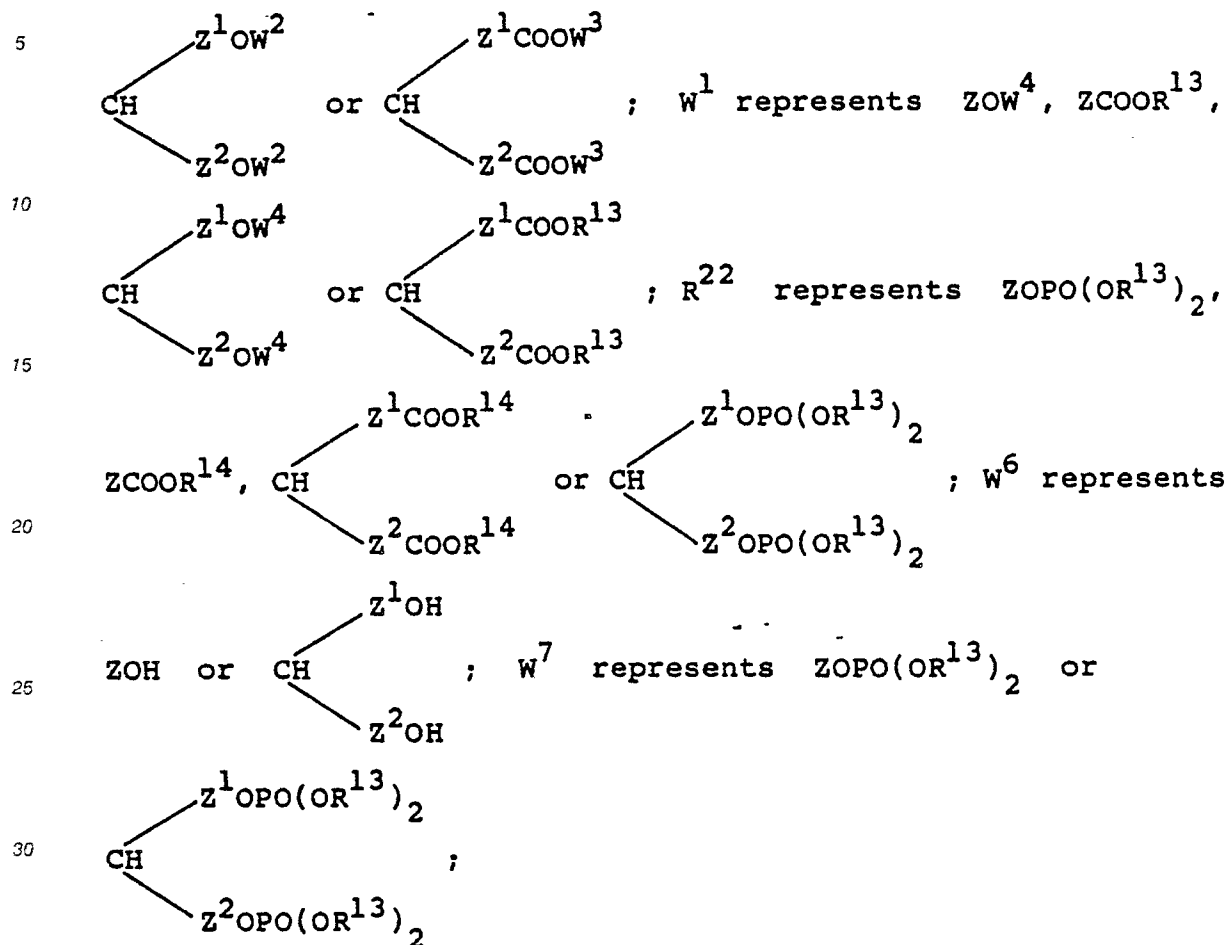 5 Z¹OW² Z¹COOW³
CH or CH ; W¹ represents ZOW⁴, ZCOOR¹³,
Z²OW² Z²COOW³
10 Z¹OW⁴ Z¹COOR¹³
CH or CH ; R²² represents ZOPO(OR¹³)₂,
15 Z²OW⁴ Z²COOR¹³
Z¹COOR¹⁴ Z¹OPO(OR¹³)₂
ZCOOR¹⁴, CH or CH ; W⁶ represents
20 Z²COOR¹⁴ Z²OPO(OR¹³)₂
Z¹OH
25 ZOH or CH ; W⁷ represents ZOPO(OR¹³)₂ or
Z²OH
Z¹OPO(OR¹³)₂
30 CH ;
Z²OPO(OR¹³)₂